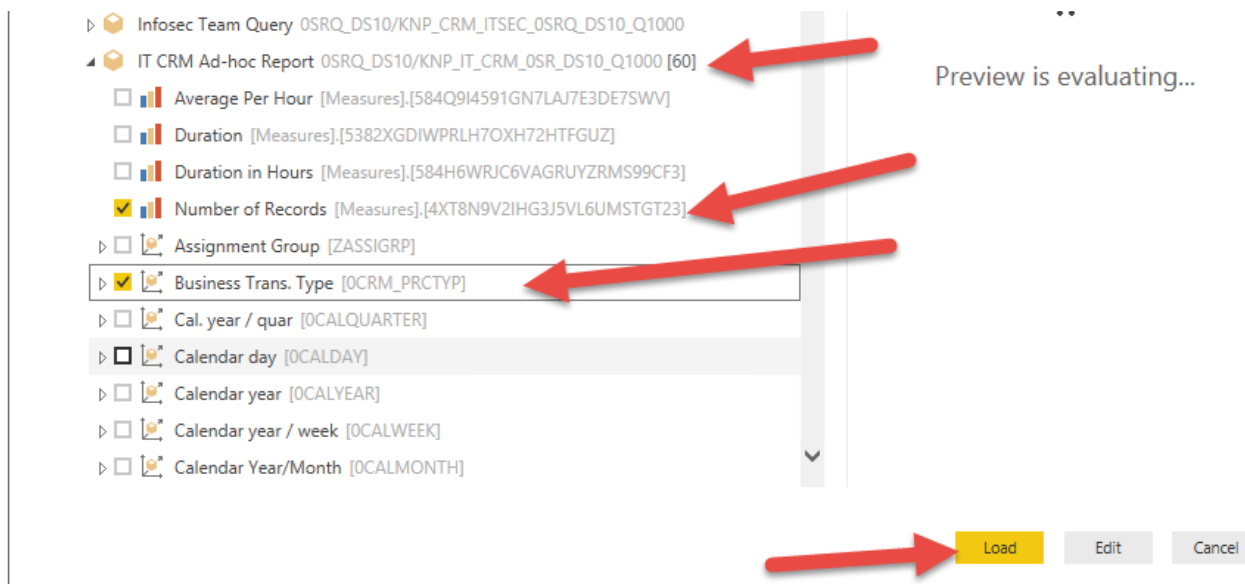 Infosec Team Query 0SRQ_DS10/KNP_CRM_ITSEC_0SRQ_DS10_Q1000
IT CRM Ad-hoc Report 0SRQ_DS10/KNP_IT_CRM_0SR_DS10_Q1000 [60]
Preview is evaluating...
Average Per Hour [Measures].[584Q9I4591GN7LAJ7E3DE7SWV]
Duration [Measures].[5382XGDIWPRLH7OXH72HTFGUZ]
Duration in Hours [Measures].[584H6WRJC6VAGRUYZRMS99CF3]
Number of Records [Measures].[4XT8N9V2IHG3J5VL6UMSTGT23]
Assignment Group [ZASSIGRP]
Business Trans. Type [0CRM_PRCTYP]
Cal. year / quar [0CALQUARTER]
Calendar day [0CALDAY]
Calendar year [0CALYEAR]
Calendar year / week [0CALWEEK]
Calendar Year/Month [0CALMONTH]
Load Edit Cancel